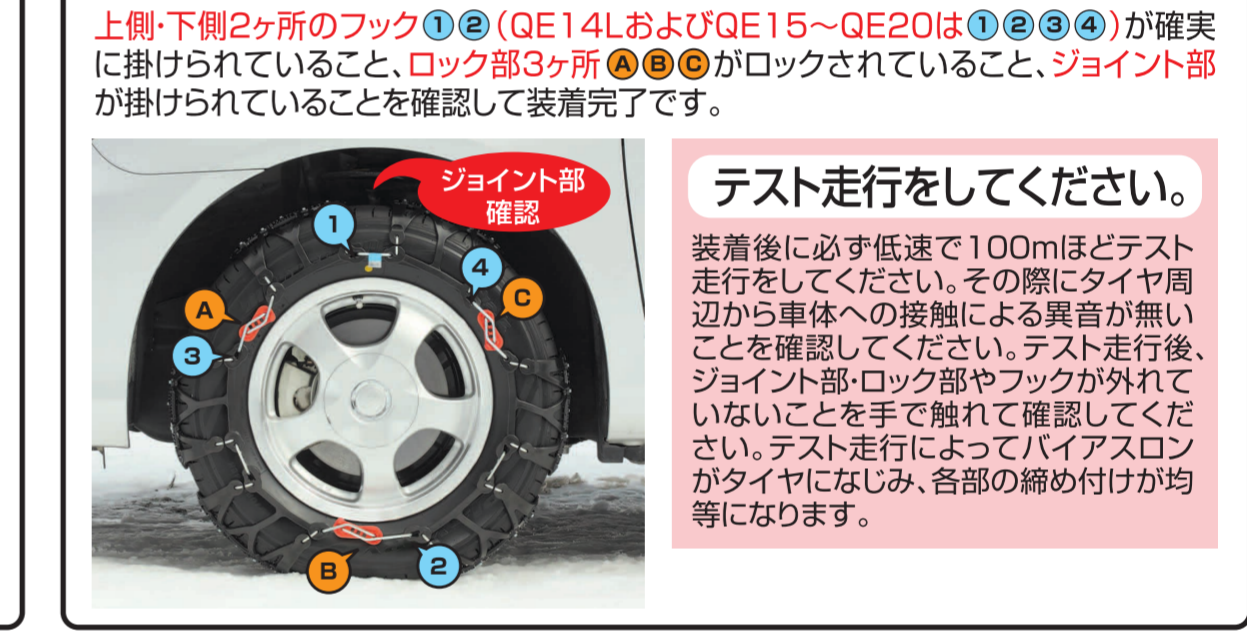 上側・下側2ヶ所のフック①②(QE14LおよびQE15～QE20は①②③④)が確実
に掛けられていること、ロック部3ヶ所ⒶⒷⒸがロックされていること、ジョイント部
が掛けられていることを確認して装着完了です。
ジョイント部
確認
1
4
C
A
3
B
2
テスト走行をしてください。
装着後に必ず低速で100mほどテスト
走行をしてください。その際にタイヤ周
辺から車体への接触による異音が無い
ことを確認してください。テスト走行後、
ジョイント部・ロック部やフックが外れて
いないことを手で触れて確認してくだ
さい。テスト走行によってバイアスロン
がタイヤになじみ、各部の締め付けが均
等になります。